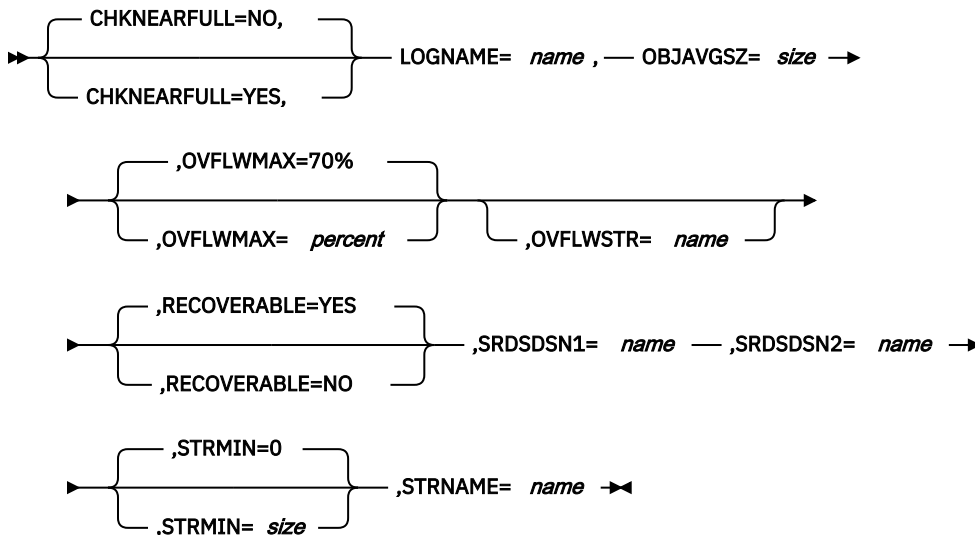 CHKNEARFULL=NO,
LOGNAME= name , OBJAVGSZ= size
CHKNEARFULL=YES,
,OVFLWMAX=70%
,OVFLWMAX= percent
,OVFLWSTR= name
,RECOVERABLE=YES
,SRDSDSN1= name ,SRDSDSN2= name
,RECOVERABLE=NO
,STRMIN=0
,STRNAME= name
.STRMIN= size